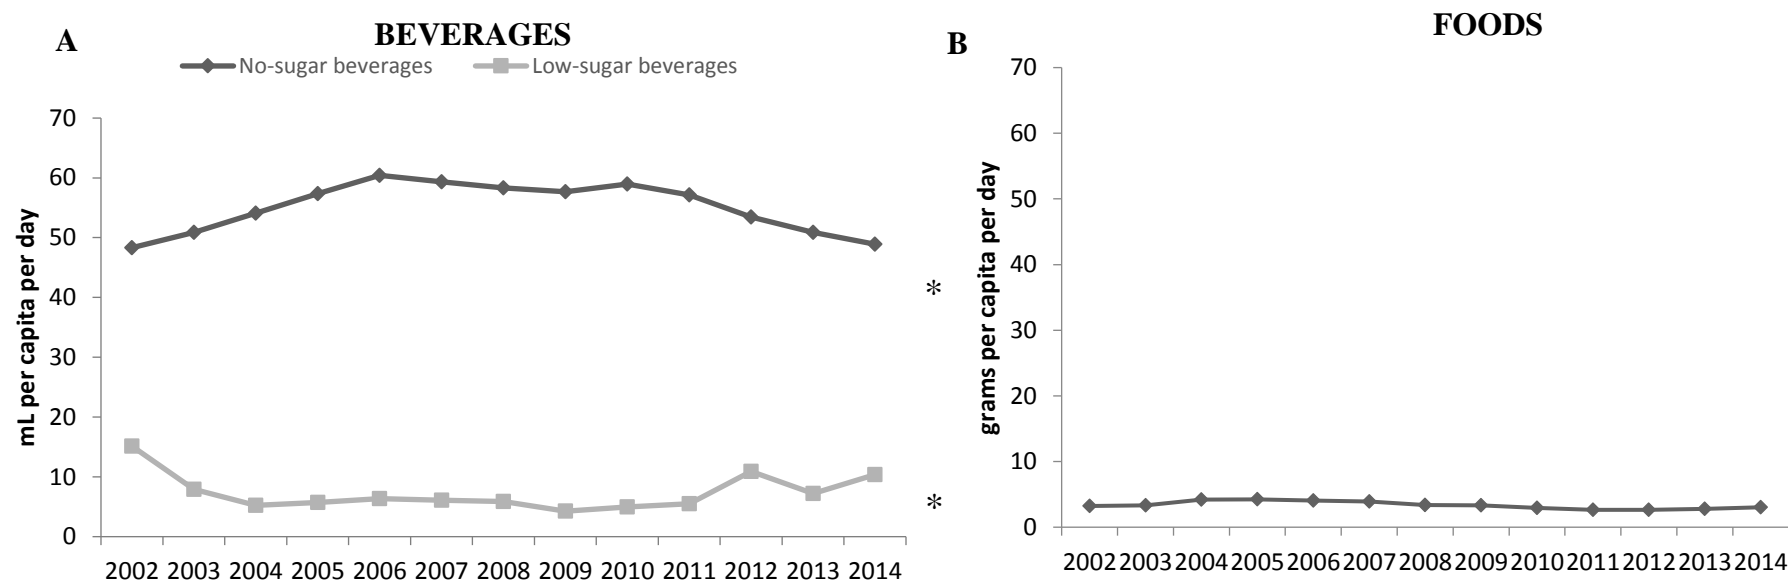 A
BEVERAGES
No-sugar beverages
Low-sugar beverages
mL per capita per day
70
60
50
40
30
20
10
0
2002 2003 2004 2005 2006 2007 2008 2009 2010 2011 2012 2013 2014
*
*
B
FOODS
grams per capita per day
70
60
50
40
30
20
10
0
2002 2003 2004 2005 2006 2007 2008 2009 2010 2011 2012 2013 2014